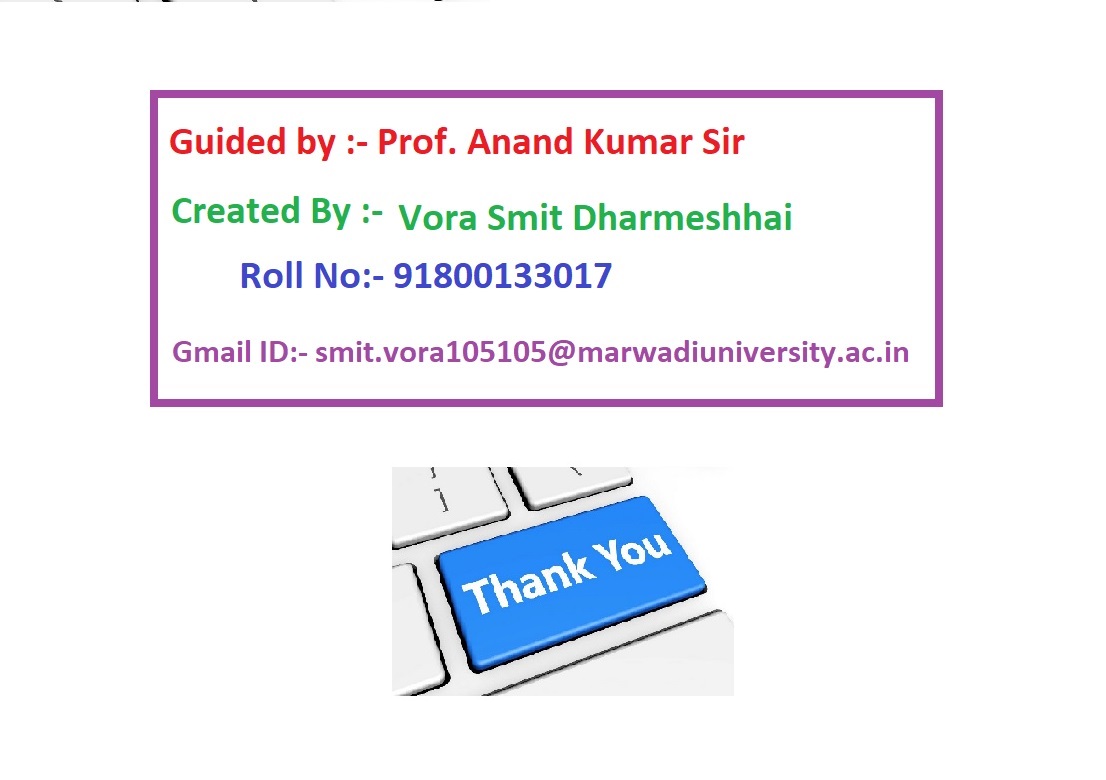 Guided by :- Prof. Anand Kumar Sir
Created By :- Vora Smit Dharmeshhai
Roll No:- 91800133017
Gmail ID:- smit.vora105105@marwadiuniversity.ac.in
Thank You